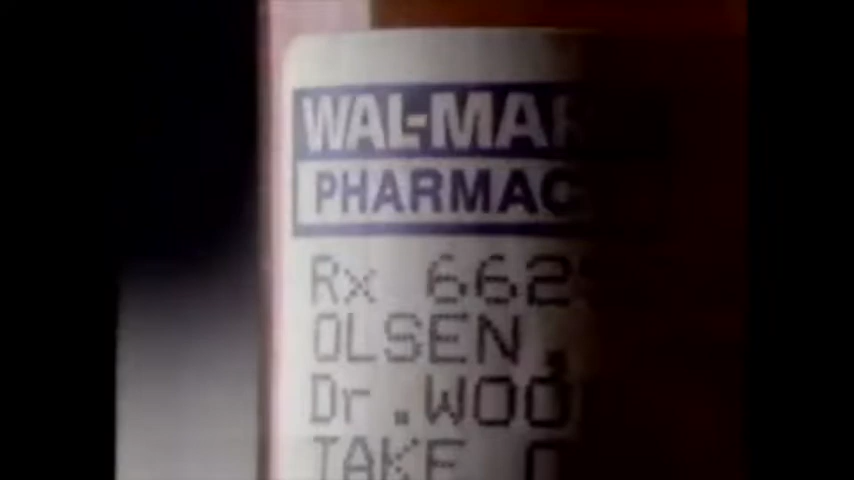 WAL-MAR
PHARMAC
Rx 662
OLSEN,
Dr.WOO
TAKE